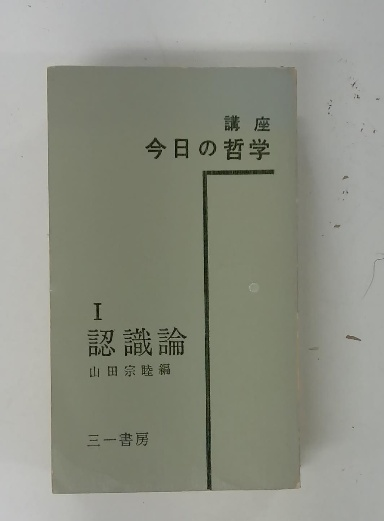 講座
今日の哲学
I
認識論
山田宗睦編
三一書房